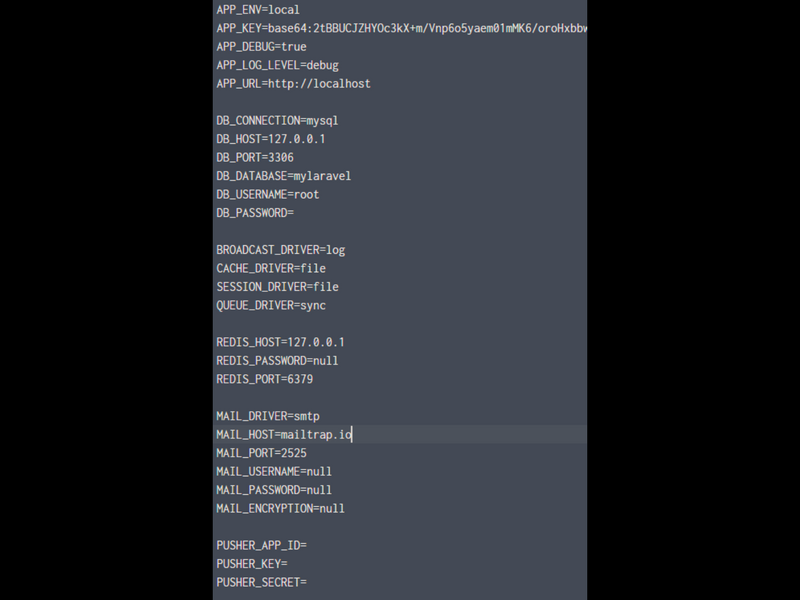 APP_ENV=local
APP_KEY=base64:2tBBUCJZHYOc3kX+m/Vnp6o5yaem01mMK6/oroHxbbw
APP_DEBUG=true
APP_LOG_LEVEL=debug
APP_URL=http://localhost
DB_CONNECTION=mysql
DB_HOST=127.0.0.1
DB_PORT=3306
DB_DATABASE=mylaravel
DB_USERNAME=root
DB_PASSWORD=
BROADCAST_DRIVER=log
CACHE_DRIVER=file
SESSION_DRIVER=file
QUEUE_DRIVER=sync
REDIS_HOST=127.0.0.1
REDIS_PASSWORD=null
REDIS_PORT=6379
MAIL_DRIVER=smtp
MAIL_HOST=mailtrap.io
MAIL_PORT=2525
MAIL_USERNAME=null
MAIL_PASSWORD=null
MAIL_ENCRYPTION=null
PUSHER_APP_ID=
PUSHER_KEY=
PUSHER_SECRET=